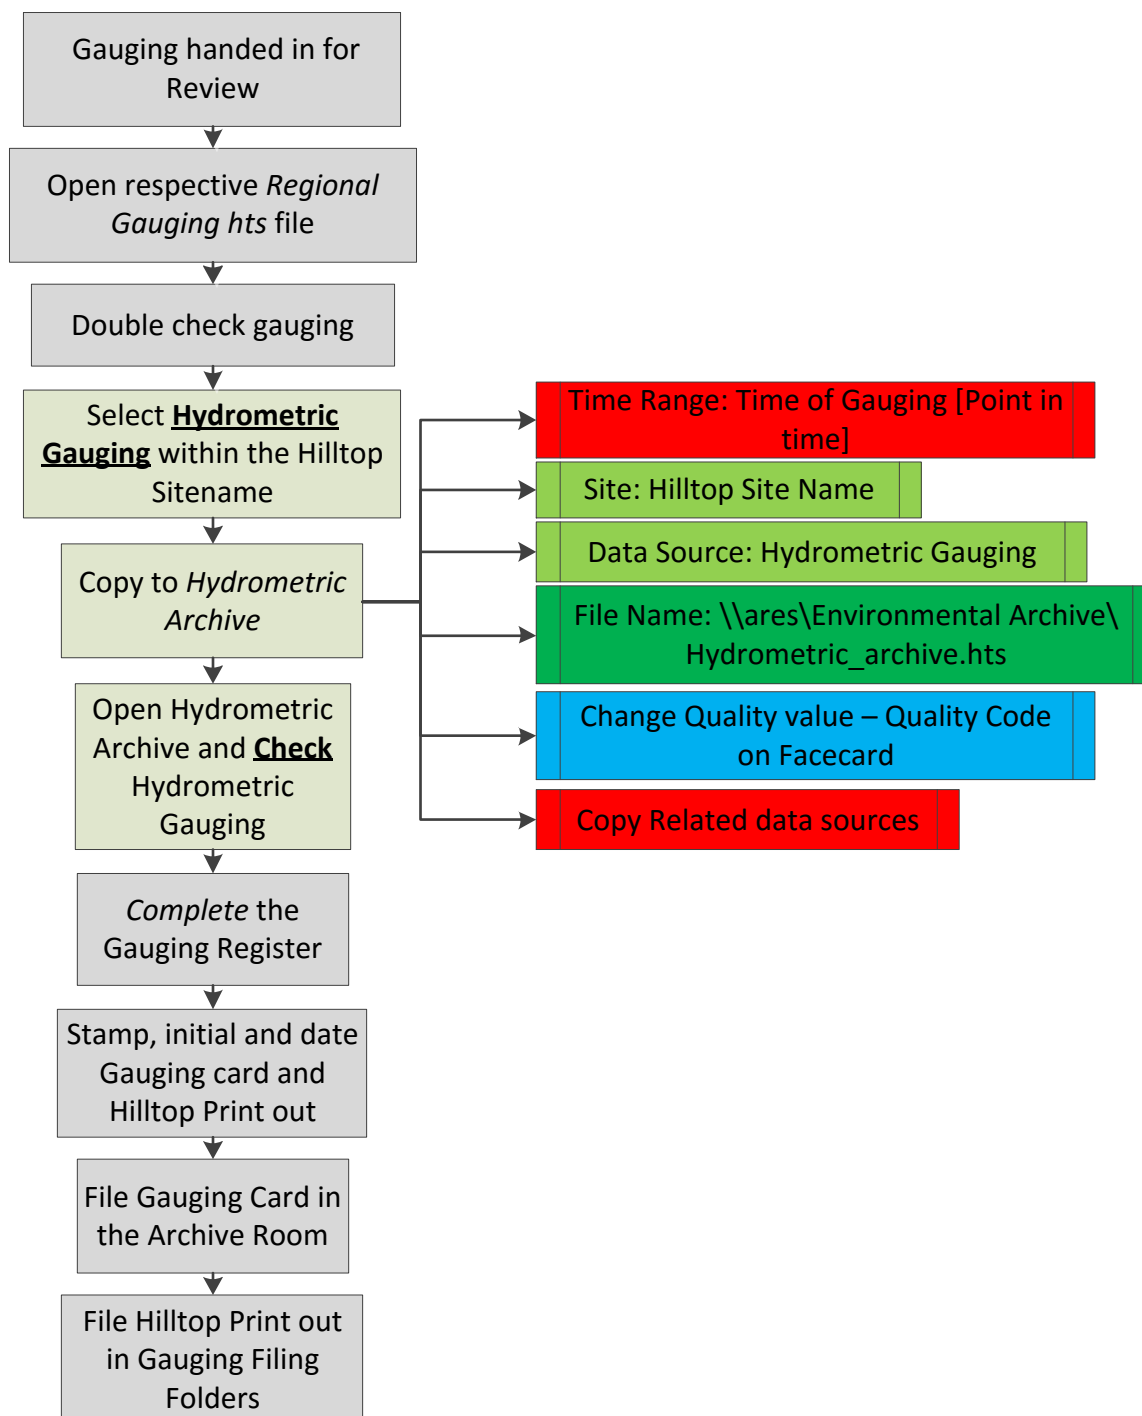 Gauging handed in for
Review
Open respective Regional
Gauging hts file
Double check gauging
Select Hydrometric
Gauging within the Hilltop
Sitename
Copy to Hydrometric
Archive
Open Hydrometric
Archive and Check
Hydrometric
Gauging
Complete the
Gauging Register
Stamp, initial and date
Gauging card and
Hilltop Print out
File Gauging Card in
the Archive Room
File Hilltop Print out
in Gauging Filing
Folders
Time Range: Time of Gauging [Point in
time]
Site: Hilltop Site Name
Data Source: Hydrometric Gauging
File Name: \\ares\Environmental Archive\
Hydrometric_archive.hts
Change Quality value – Quality Code
on Facecard
Copy Related data sources